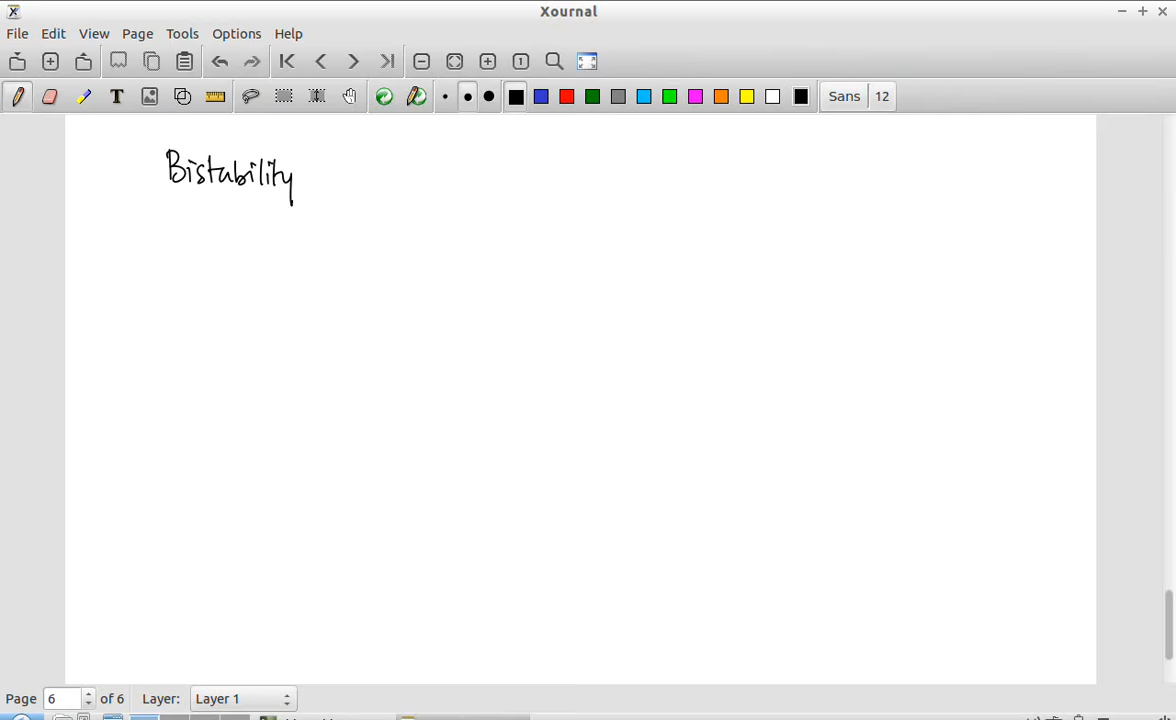 Xournal
File Edit View Page Tools Options Help
Sans 12
Bistability
Page 6 of 6 Layer: Layer 1